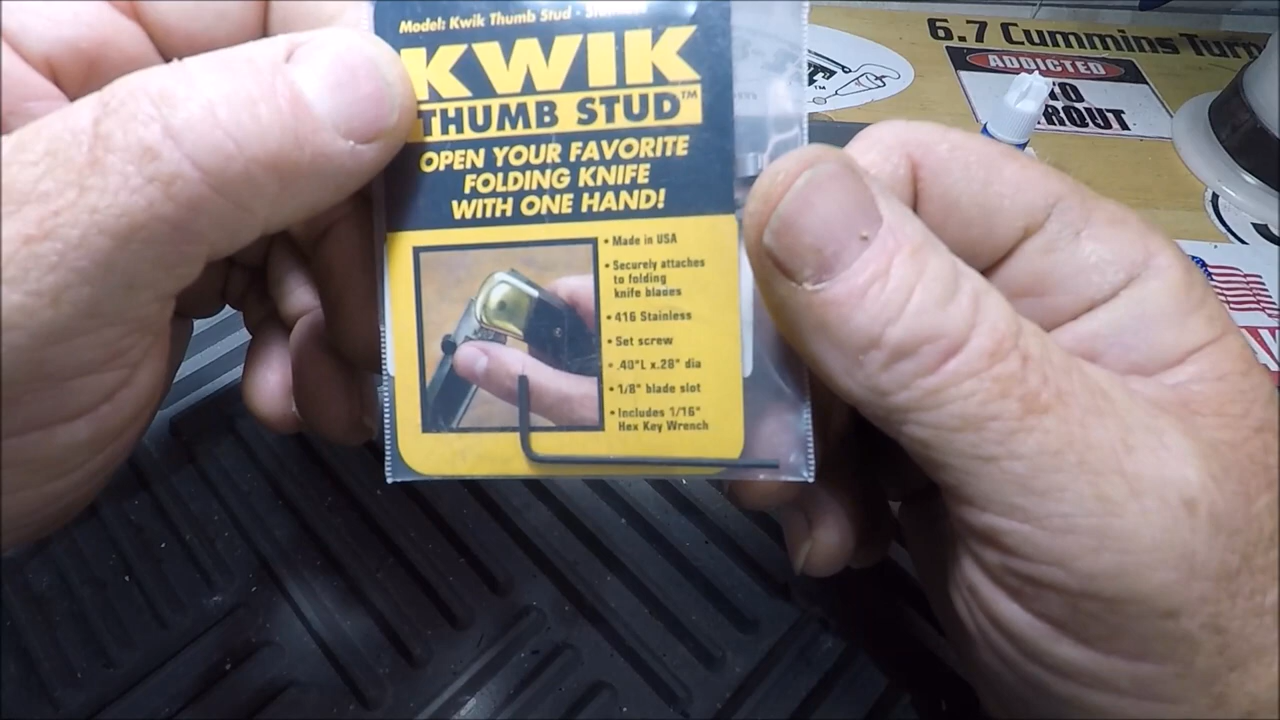 Model: Kwik Thumb Stud -
KWIK
THUMB STUD™
OPEN YOUR FAVORITE
FOLDING KNIFE
WITH ONE HAND!
• Made in USA
• Securely attaches
to folding
knife blades
• 416 Stainless
• Set screw
• .40"L x.28" dia
• 1/8" blade slot
• Includes 1/16"
Hex Key Wrench
6.7 Cummins
ADDICTED
TO
TROUT